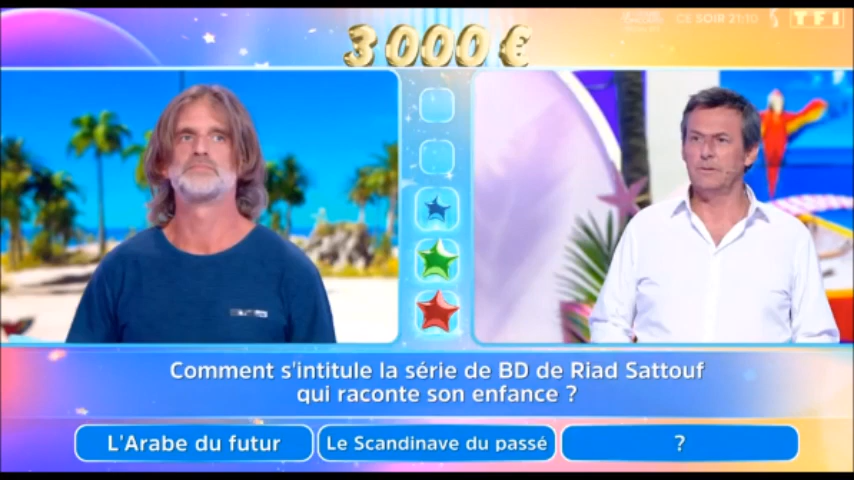 CE SOIR 21:10
TF1
3 000 €
Comment s'intitule la série de BD de Riad Sattouf
qui raconte son enfance ?
L'Arabe du futur
Le Scandinave du passé
?